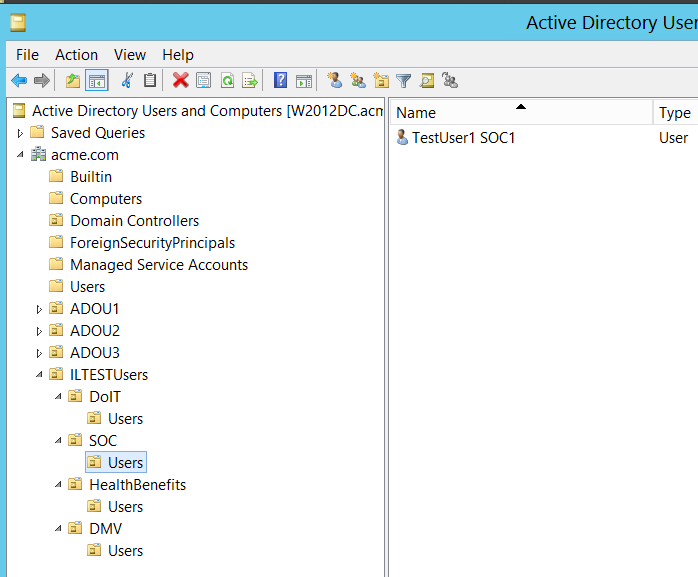 Active Directory User
File Action View Help
Active Directory Users and Computers [W2012DC.acm
Saved Queries
acme.com
Builtin
Computers
Domain Controllers
ForeignSecurityPrincipals
Managed Service Accounts
Users
ADOU1
ADOU2
ADOU3
ILTESTUsers
DoIT
Users
SOC
Users
HealthBenefits
Users
DMV
Users
Name Type
TestUser1 SOC1 User